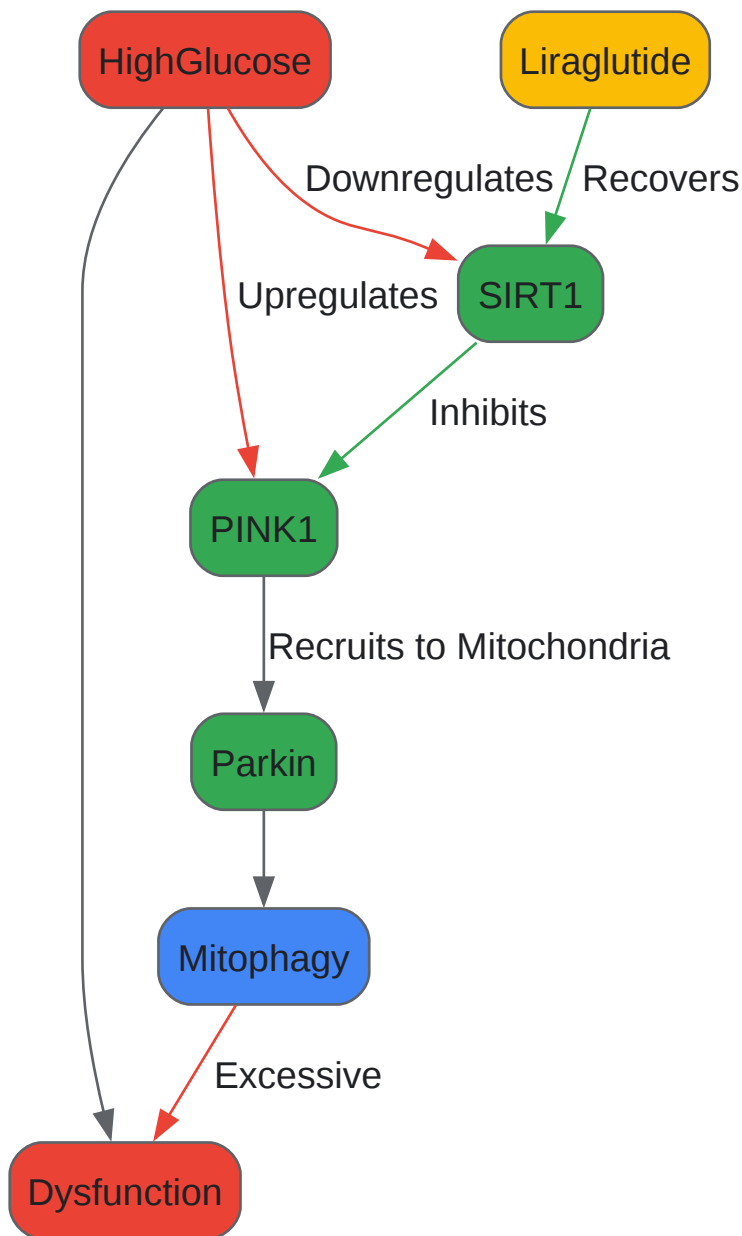 HighGlucose
Liraglutide
Downregulates
Recovers
Upregulates
SIRT1
Inhibits
PINK1
Recruits to Mitochondria
Parkin
Mitophagy
Excessive
Dysfunction